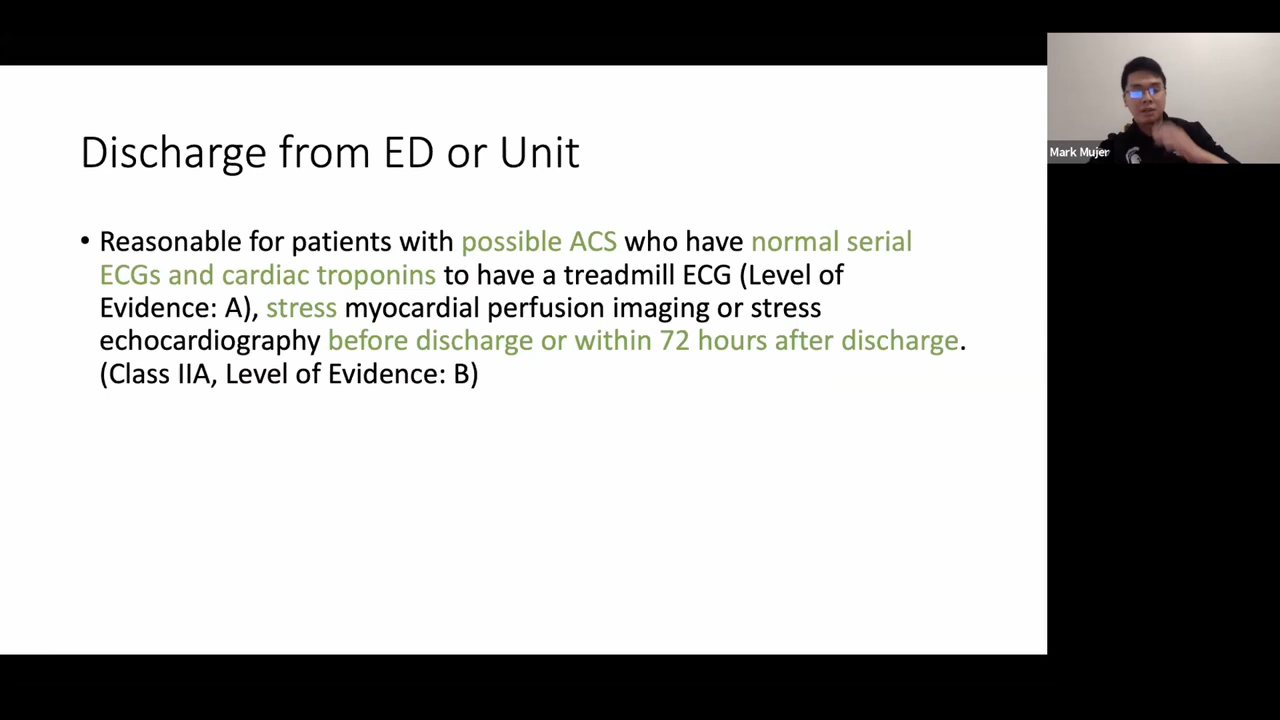 Discharge from ED or Unit
• Reasonable for patients with possible ACS who have normal serial
ECGs and cardiac troponins to have a treadmill ECG (Level of
Evidence: A), stress myocardial perfusion imaging or stress
echocardiography before discharge or within 72 hours after discharge.
(Class IIA, Level of Evidence: B)
Mark Mujer